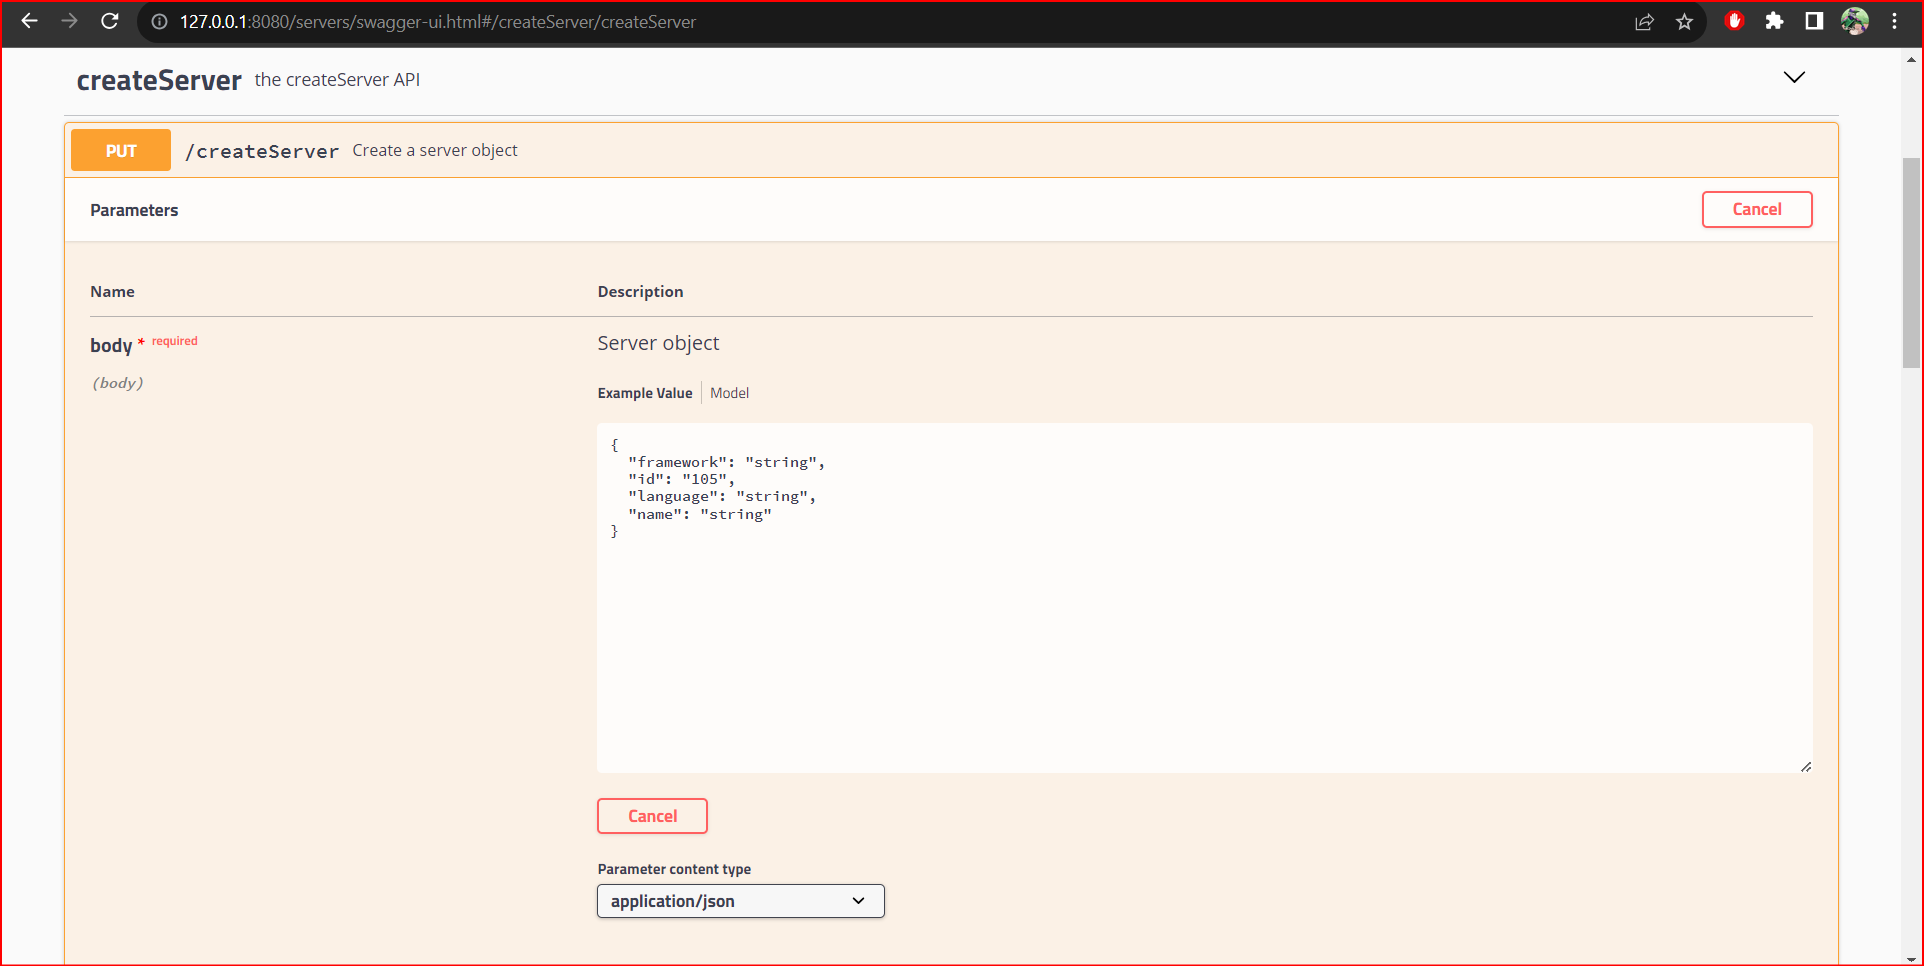 127.0.0.1:8080/servers/swagger-ui.html#/createServer/createServer
createServer the createServer API
PUT /createServer Create a server object
Parameters Cancel
Name Description
body * required Server object
(body)
Example Value Model
{
"framework": "string",
"id": "105",
"language": "string",
"name": "string"
}
Cancel
Parameter content type
application/json